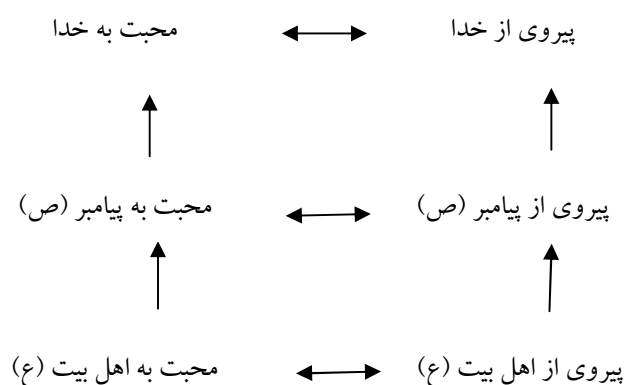 پیروی از خدا محبت به خدا
پیروی از پیامبر (ص) محبت به پیامبر (ص)
پیروی از اهل بیت (ع) محبت به اهل بیت (ع)